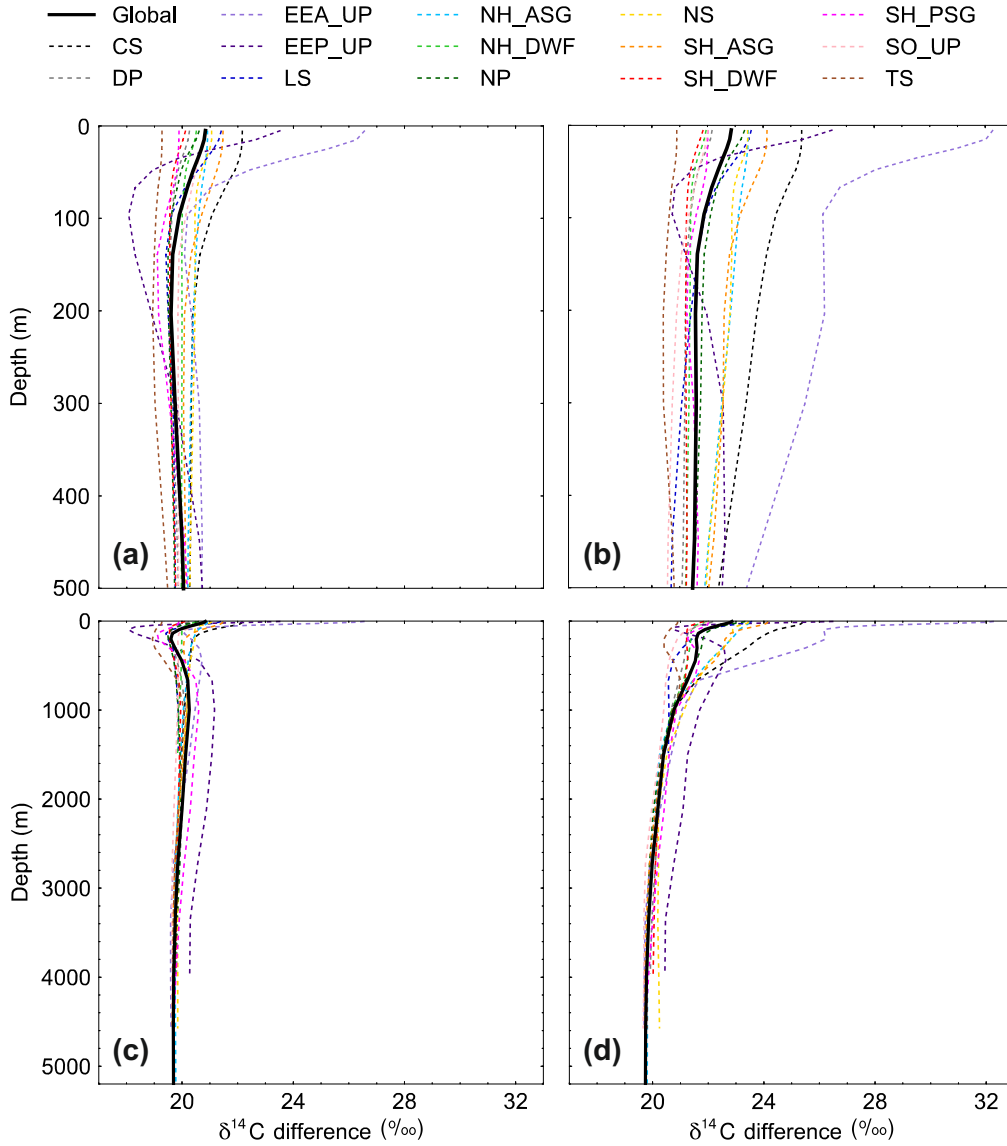 Global EEA_UP NH_ASG NS SH_PSG
CS EEP_UP NH_DWF SH_ASG SO_UP
DP LS NP SH_DWF TS
0
100
200
300
400
500
Depth (m)
(a)
(b)
0
1000
2000
3000
4000
5000
Depth (m)
(c)
(d)
20 24 28 32
20 24 28 32
δ¹⁴C difference (‰)
δ¹⁴C difference (‰)